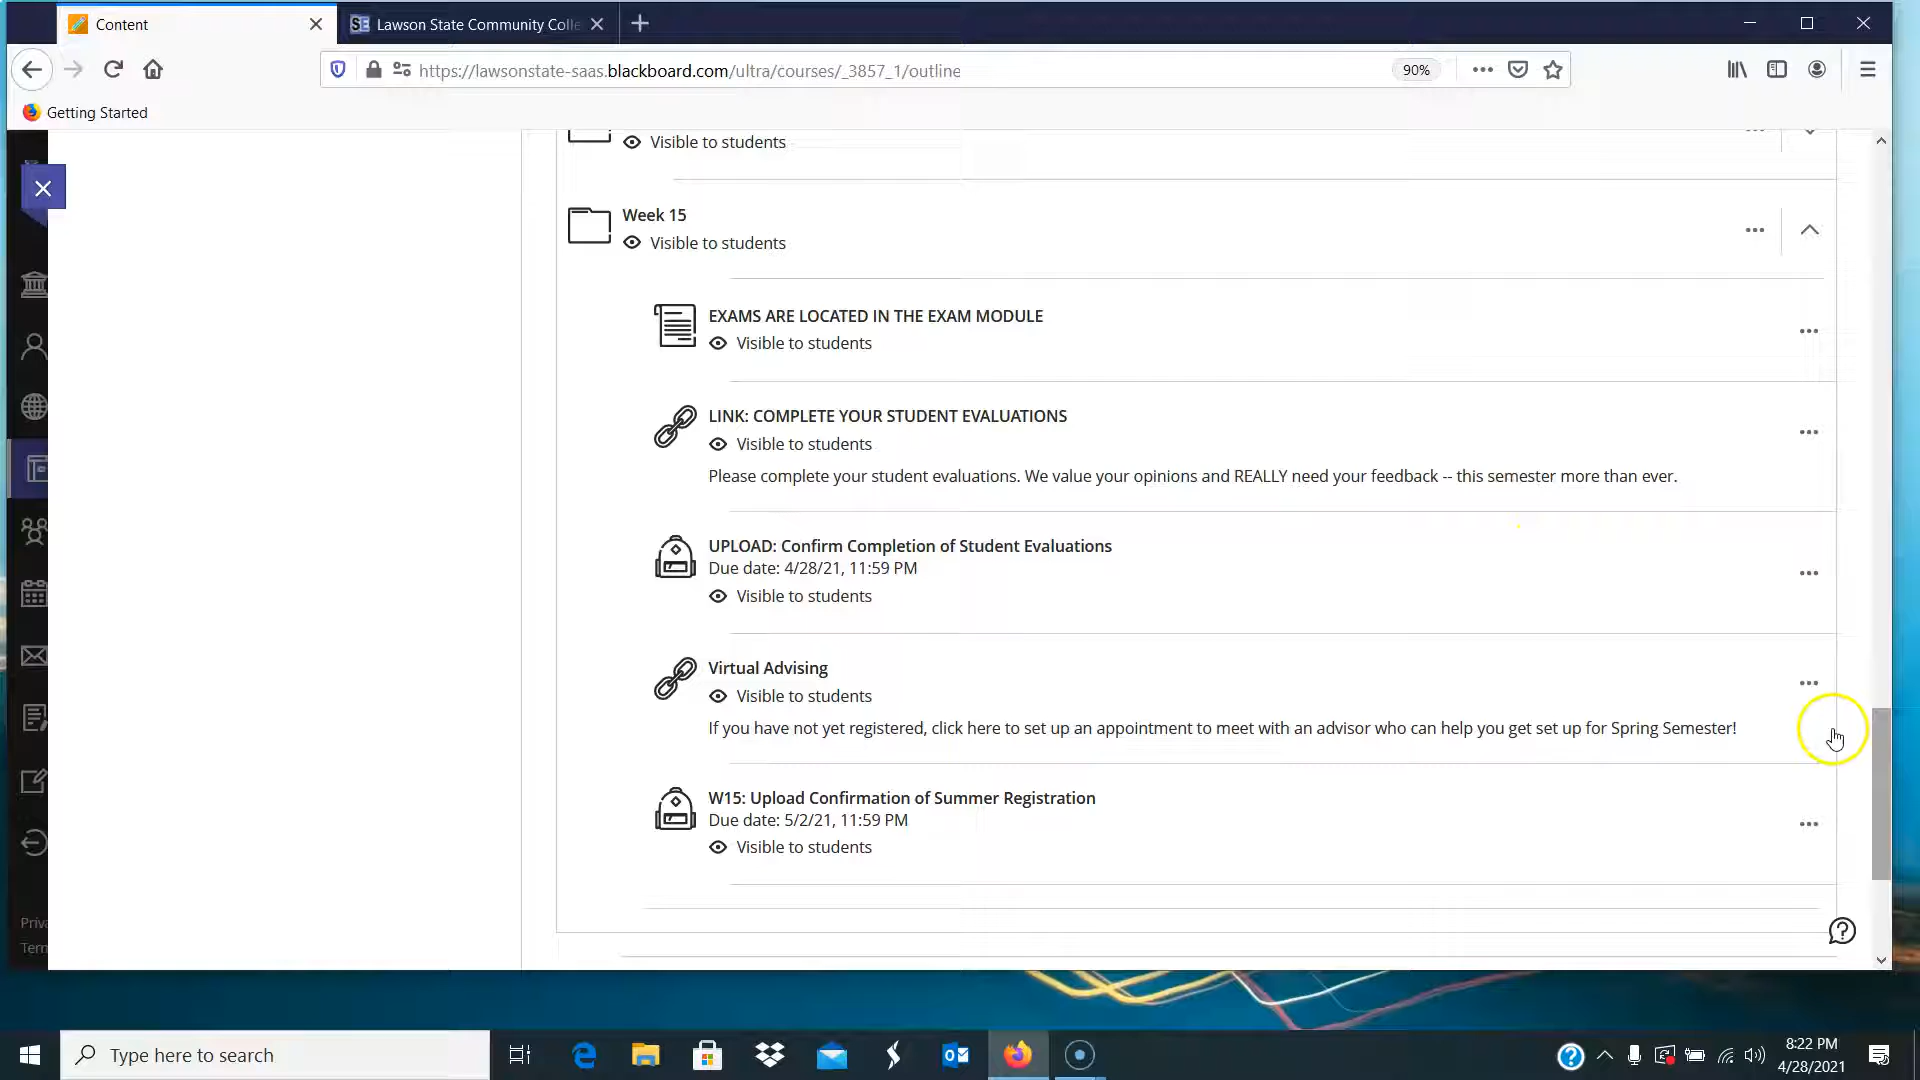 Content
Lawson State Community Colle
https://lawsonstate-saas.blackboard.com/ultra/courses/_3857_1/outline
90%
Getting Started
Visible to students
Week 15
Visible to students
EXAMS ARE LOCATED IN THE EXAM MODULE
Visible to students
LINK: COMPLETE YOUR STUDENT EVALUATIONS
Visible to students
Please complete your student evaluations. We value your opinions and REALLY need your feedback -- this semester more than ever.
UPLOAD: Confirm Completion of Student Evaluations
Due date: 4/28/21, 11:59 PM
Visible to students
Virtual Advising
Visible to students
If you have not yet registered, click here to set up an appointment to meet with an advisor who can help you get set up for Spring Semester!
W15: Upload Confirmation of Summer Registration
Due date: 5/2/21, 11:59 PM
Visible to students
Priva
Term
Type here to search
8:22 PM
4/28/2021